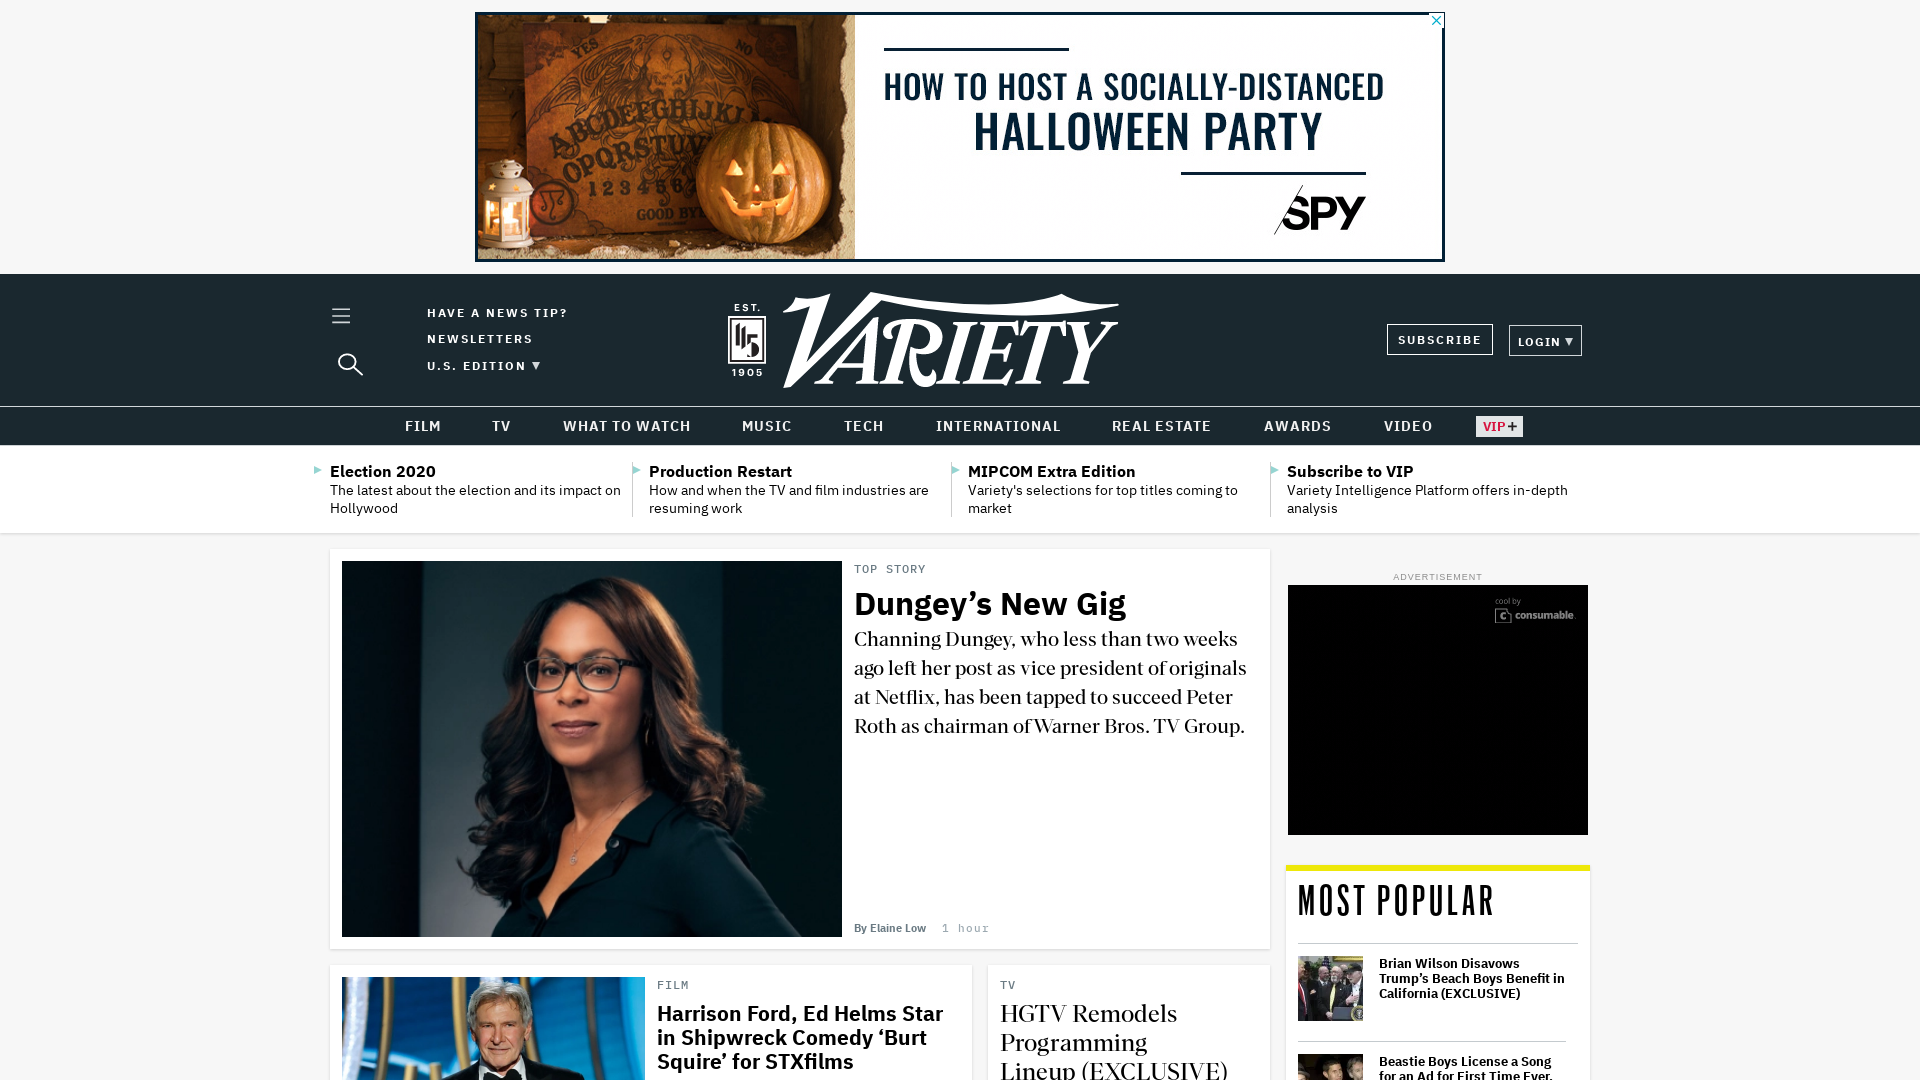 YES
NO
ABCDEFGHIJKL
GOOD BYE
HOW TO HOST A SOCIALLY-DISTANCED
HALLOWEEN PARTY
SPY
HAVE A NEWS TIP?
NEWSLETTERS
U.S. EDITION ▼
EST.
115
1905
VARIETY
SUBSCRIBE
LOGIN ▼
FILM
TV
WHAT TO WATCH
MUSIC
TECH
INTERNATIONAL
REAL ESTATE
AWARDS
VIDEO
VIP+
Election 2020
The latest about the election and its impact on
Hollywood
Production Restart
How and when the TV and film industries are
resuming work
MIPCOM Extra Edition
Variety's selections for top titles coming to
market
Subscribe to VIP
Variety Intelligence Platform offers in-depth
analysis
TOP STORY
Dungey’s New Gig
Channing Dungey, who less than two weeks
ago left her post as vice president of originals
at Netflix, has been tapped to succeed Peter
Roth as chairman of Warner Bros. TV Group.
By Elaine Low 1 hour
ADVERTISEMENT
cool by
consumable
MOST POPULAR
Brian Wilson Disavows
Trump’s Beach Boys Benefit in
California (EXCLUSIVE)
Beastie Boys License a Song
for an Ad for First Time Ever,
FILM
Harrison Ford, Ed Helms Star
in Shipwreck Comedy ‘Burt
Squire’ for STXfilms
TV
HGTV Remodels
Programming
Lineup (EXCLUSIVE)